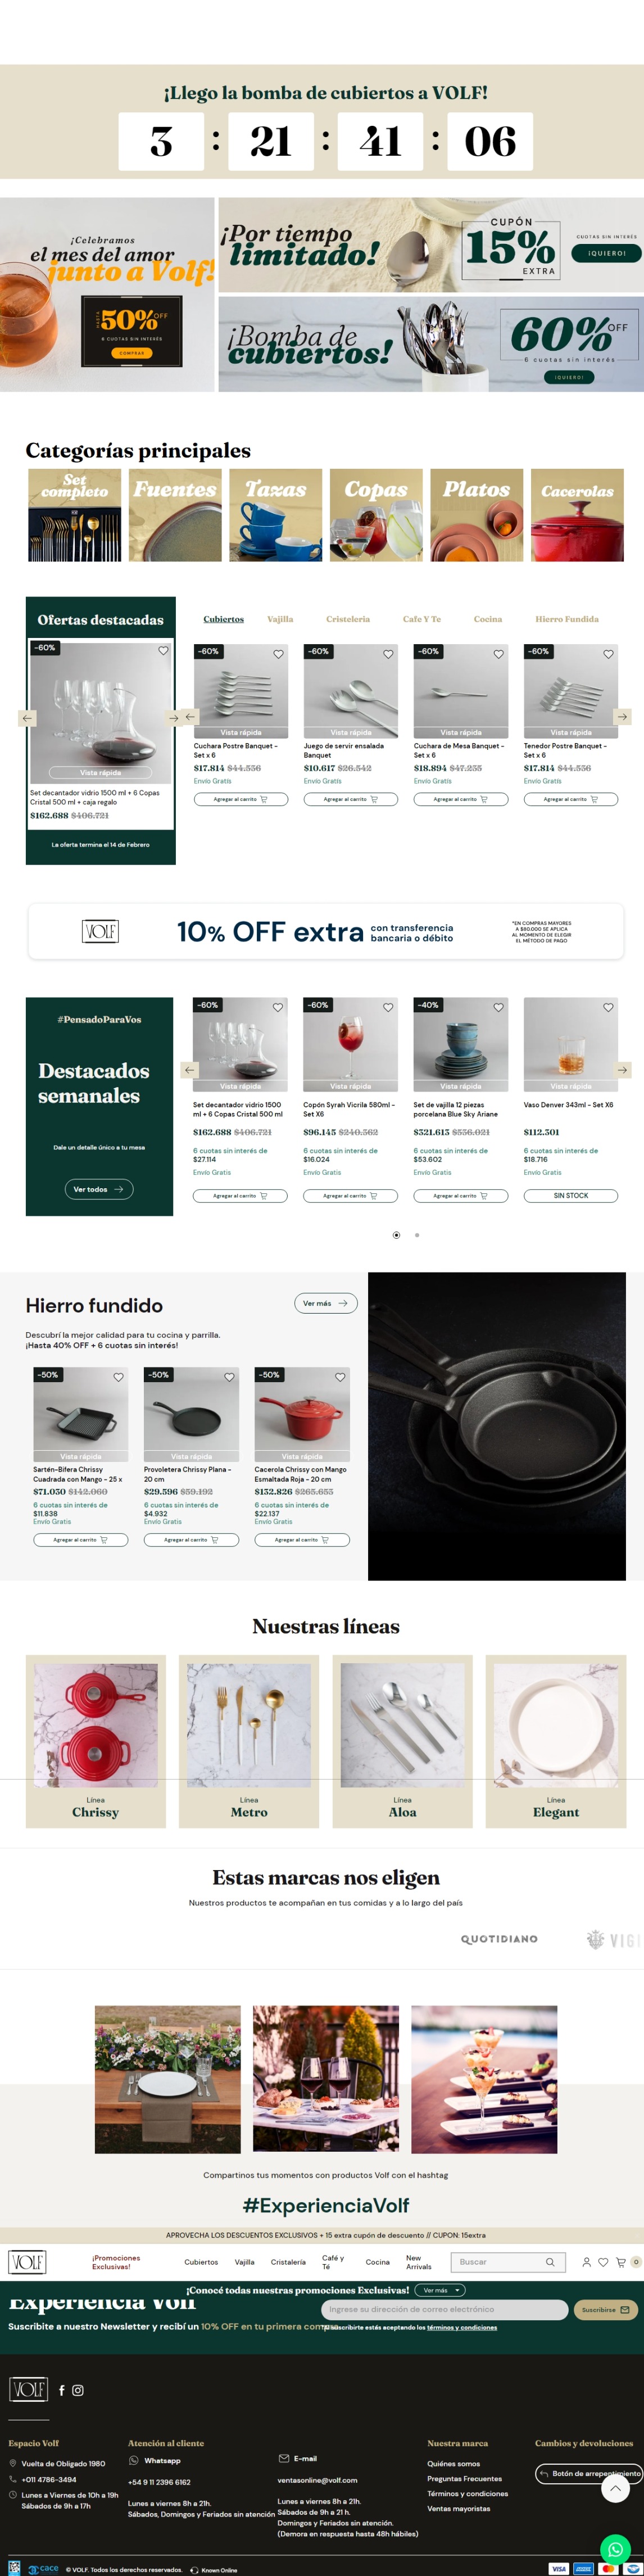 ¡Llego la bomba de cubiertos a VOLF!
3 : 21 : 41 : 06
¡Celebramos
el mes del amor
junto a Volf!
HASTA
50% OFF
6 CUOTAS SIN INTERÉS
COMPRAR
¡Por tiempo
limitado!
CUPÓN
15%
EXTRA
CUOTAS SIN INTERÉS
¡QUIERO!
¡Bomba de
cubiertos!
60% OFF
6 cuotas sin interés
¡QUIERO!
Categorías principales
Set
completo
Fuentes
Tazas
Copas
Platos
Cacerolas
Ofertas destacadas
-60%
Vista rápida
Set decantador vidrio 1500 ml + 6 Copas
Cristal 500 ml + caja regalo
$162.688 $406.721
La oferta termina el 14 de Febrero
Cubiertos Vajilla Cristeleria Cafe Y Te Cocina Hierro Fundida
-60%
Vista rápida
Cuchara Postre Banquet -
Set x 6
$17.814 $44.536
Envío Gratis
Agregar al carrito
-60%
Vista rápida
Juego de servir ensalada
Banquet
$10.617 $26.542
Envío Gratis
Agregar al carrito
-60%
Vista rápida
Cuchara de Mesa Banquet -
Set x 6
$18.894 $47.235
Envío Gratis
Agregar al carrito
-60%
Vista rápida
Tenedor Postre Banquet -
Set x 6
$17.814 $44.536
Envío Gratis
Agregar al carrito
VOLF
10% OFF extra
con transferencia
bancaria o débito
*EN COMPRAS MAYORES
A $80.000 SE APLICA
AL MOMENTO DE ELEGIR
EL MÉTODO DE PAGO
#PensadoParaVos
Destacados
semanales
Dale un detalle único a tu mesa
Ver todos
-60%
Vista rápida
Set decantador vidrio 1500
ml + 6 Copas Cristal 500 ml
$162.688 $406.721
6 cuotas sin interés de
$27.114
Envío Gratis
Agregar al carrito
-60%
Vista rápida
Copón Syrah Vicrila 580ml -
Set X6
$96.145 $240.362
6 cuotas sin interés de
$16.024
Envío Gratis
Agregar al carrito
-40%
Vista rápida
Set de vajilla 12 piezas
porcelana Blue Sky Ariane
$321.613 $536.021
6 cuotas sin interés de
$53.602
Envío Gratis
Agregar al carrito
Vista rápida
Vaso Denver 343ml - Set X6
$112.301
6 cuotas sin interés de
$18.716
Envío Gratis
SIN STOCK
Hierro fundido
Ver más
Descubrí la mejor calidad para tu cocina y parrilla.
¡Hasta 40% OFF + 6 cuotas sin interés!
-50%
Vista rápida
Sartén-Bifera Chrissy
Cuadrada con Mango - 25 x
$71.030 $142.060
6 cuotas sin interés de
$11.838
Envío Gratis
Agregar al carrito
-50%
Vista rápida
Provoletera Chrissy Plana -
20 cm
$29.596 $59.192
6 cuotas sin interés de
$4.932
Envío Gratis
Agregar al carrito
-50%
Vista rápida
Cacerola Chrissy con Mango
Esmaltada Roja - 20 cm
$132.826 $265.653
6 cuotas sin interés de
$22.137
Envío Gratis
Agregar al carrito
Nuestras líneas
Línea
Chrissy
Línea
Metro
Línea
Aloa
Línea
Elegant
Estas marcas nos eligen
Nuestros productos te acompañan en tus comidas y a lo largo del país
QUOTIDIANO
VIGI
Compartinos tus momentos con productos Volf con el hashtag
#ExperienciaVolf
APROVECHA LOS DESCUENTOS EXCLUSIVOS + 15 extra cupón de descuento // CUPON: 15extra
VOLF
¡Promociones
Exclusivas!
Cubiertos
Vajilla
Cristalería
Café y
Té
Cocina
New
Arrivals
Buscar
0
¡Conocé todas nuestras promociones Exclusivas!
Ver más
Experiencia Volf
Suscribite a nuestro Newsletter y recibí un 10% OFF en tu primera compra
Ingrese su dirección de correo electrónico
Suscribirse
suscribirte estás aceptando los términos y condiciones
VOLF
Espacio Volf
Vuelta de Obligado 1980
+011 4786-3494
Lunes a Viernes de 10h a 19h
Sábados de 9h a 17h
Atención al cliente
Whatsapp
+54 9 11 2396 6162
Lunes a viernes 8h a 21h.
Sábados, Domingos y Feriados sin atención
E-mail
ventasonline@volf.com
Lunes a viernes 8h a 21h.
Sábados de 9h a 21 h.
Domingos y Feriados sin atención.
(Demora en respuesta hasta 48h hábiles)
Nuestra marca
Quiénes somos
Preguntas Frecuentes
Términos y condiciones
Ventas mayoristas
Cambios y devoluciones
Botón de arrepentimiento
cace
© VOLF. Todos los derechos reservados.
Known Online
VISA